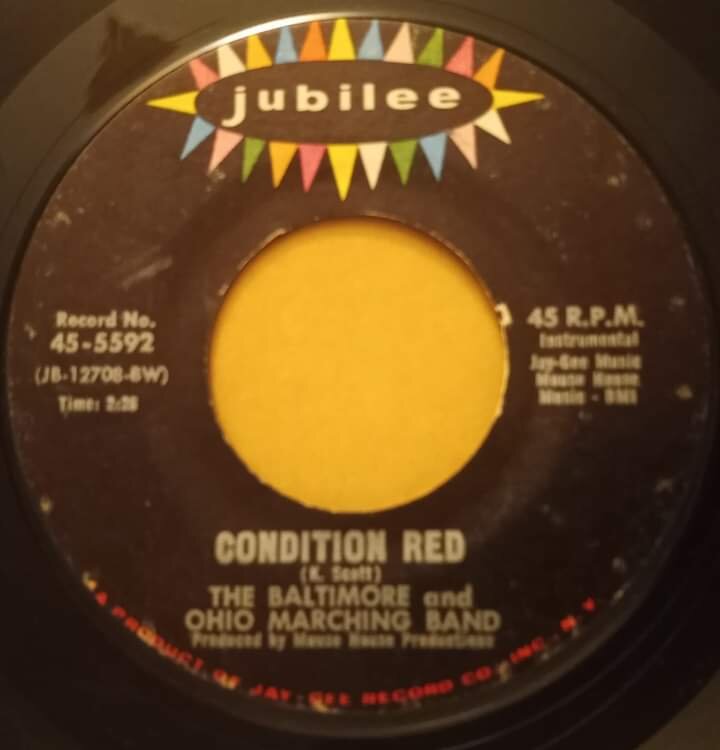 jubilee
Record No.
45-5592
(JB-12708-BW)
Time: 2:28
45 R.P.M.
Instrumental
Jay-Gee Music
Mouse House
Music - BMI
CONDITION RED
(K. Scott)
THE BALTIMORE and
OHIO MARCHING BAND
Produced by Mouse House Productions
A PRODUCT OF JAY-GEE RECORD CO., INC. N.Y.